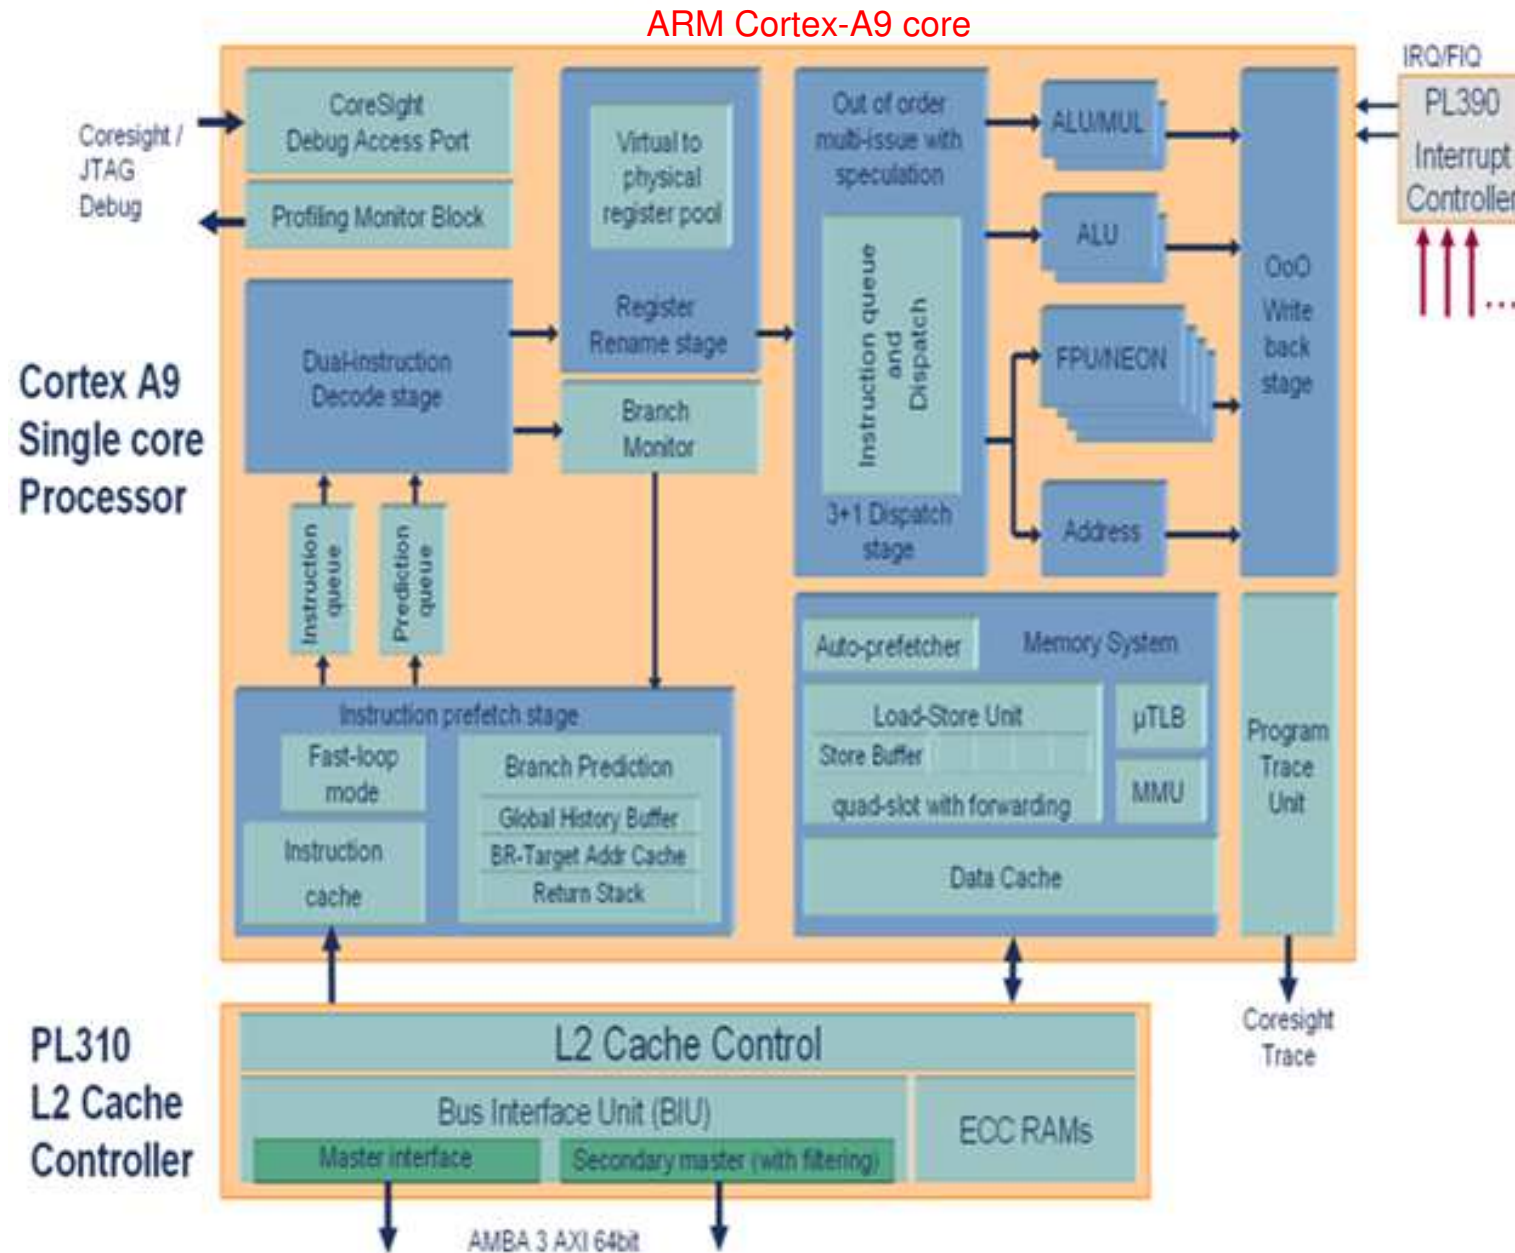 ARM Cortex-A9 core
IRQ/FIQ
PL390
Interrupt
Controller
Coresight /
JTAG
Debug
CoreSight
Debug Access Port
Profiling Monitor Block
Virtual to
physical
register pool
Register
Rename stage
Out of order
multi-issue with
speculation
Instruction queue
and
Dispatch
3+1 Dispatch
stage
ALU/MUL
ALU
FPU/NEON
Address
OoO
Write
back
stage
Cortex A9
Single core
Processor
Dual-instruction
Decode stage
Branch
Monitor
Instruction
queue
Prediction
queue
Instruction prefetch stage
Fast-loop
mode
Instruction
cache
Branch Prediction
Global History Buffer
BR-Target Addr Cache
Return Stack
Auto-prefetcher
Memory System
Load-Store Unit
Store Buffer
quad-slot with forwarding
µTLB
MMU
Data Cache
Program
Trace
Unit
Coresight
Trace
PL310
L2 Cache
Controller
L2 Cache Control
Bus Interface Unit (BIU)
Master interface
Secondary master (with filtering)
ECC RAMs
AMBA 3 AXI 64bit